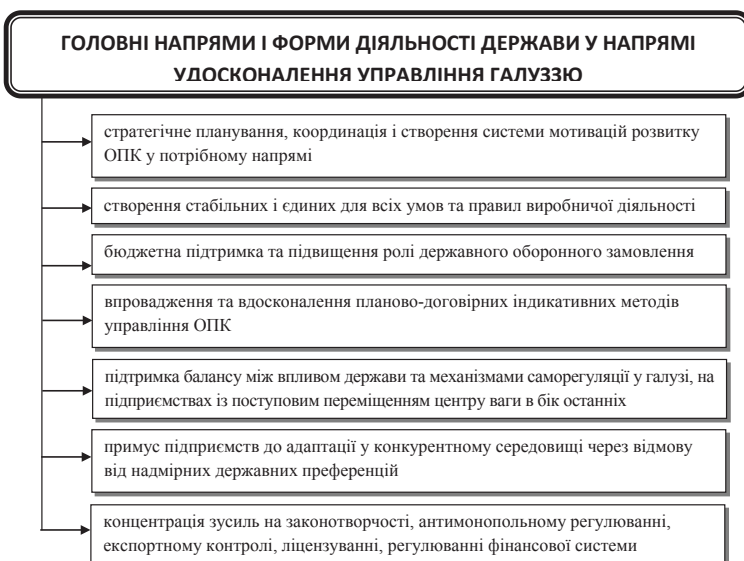 ГОЛОВНІ НАПРЯМИ І ФОРМИ ДІЯЛЬНОСТІ ДЕРЖАВИ У НАПРЯМІ
УДОСКОНАЛЕННЯ УПРАВЛІННЯ ГАЛУЗЗЮ
стратегічне планування, координація і створення системи мотивацій розвитку
ОПК у потрібному напрямі
створення стабільних і єдиних для всіх умов та правил виробничої діяльності
бюджетна підтримка та підвищення ролі державного оборонного замовлення
впровадження та вдосконалення планово-договірних індикативних методів
управління ОПК
підтримка балансу між впливом держави та механізмами саморегуляції у галузі, на
підприємствах із поступовим переміщенням центру ваги в бік останніх
примус підприємств до адаптації у конкурентному середовищі через відмову
від надмірних державних преференцій
концентрація зусиль на законотворчості, антимонопольному регулюванні,
експортному контролі, ліцензуванні, регулюванні фінансової системи